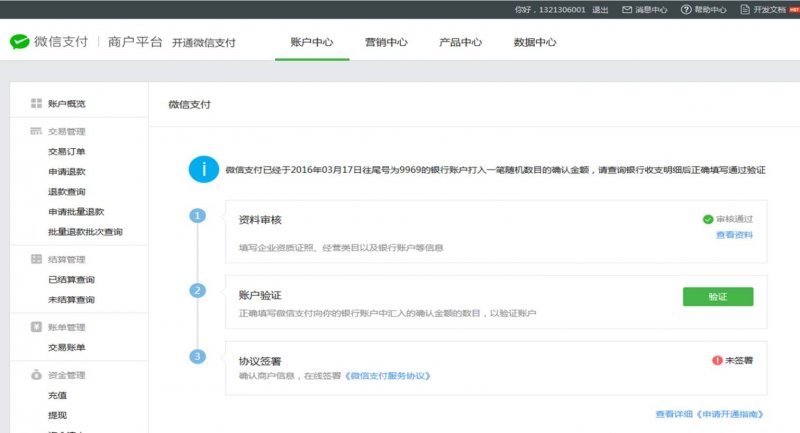 你好，1321306001 退出 消息中心 帮助中心 开发文档 HOT
微信支付 | 商户平台 开通微信支付 账户中心 营销中心 产品中心 数据中心
账户概览
交易管理
交易订单
申请退款
退款查询
申请批量退款
批量退款批次查询
结算管理
已结算查询
未结算查询
账单管理
交易账单
资金管理
充值
提现
微信支付
微信支付已经于2016年03月17日往尾号为9969的银行账户打入一笔随机数目的确认金额，请查询银行收支明细后正确填写通过验证
1
资料审核
审核通过
填写企业资质证照、经营类目以及银行账户等信息
查看资料
2
账户验证
验证
正确填写微信支付向你的银行账户中汇入的确认金额的数目，以验证账户
3
协议签署
未签署
确认商户信息，在线签署《微信支付服务协议》
查看详细《申请开通指南》